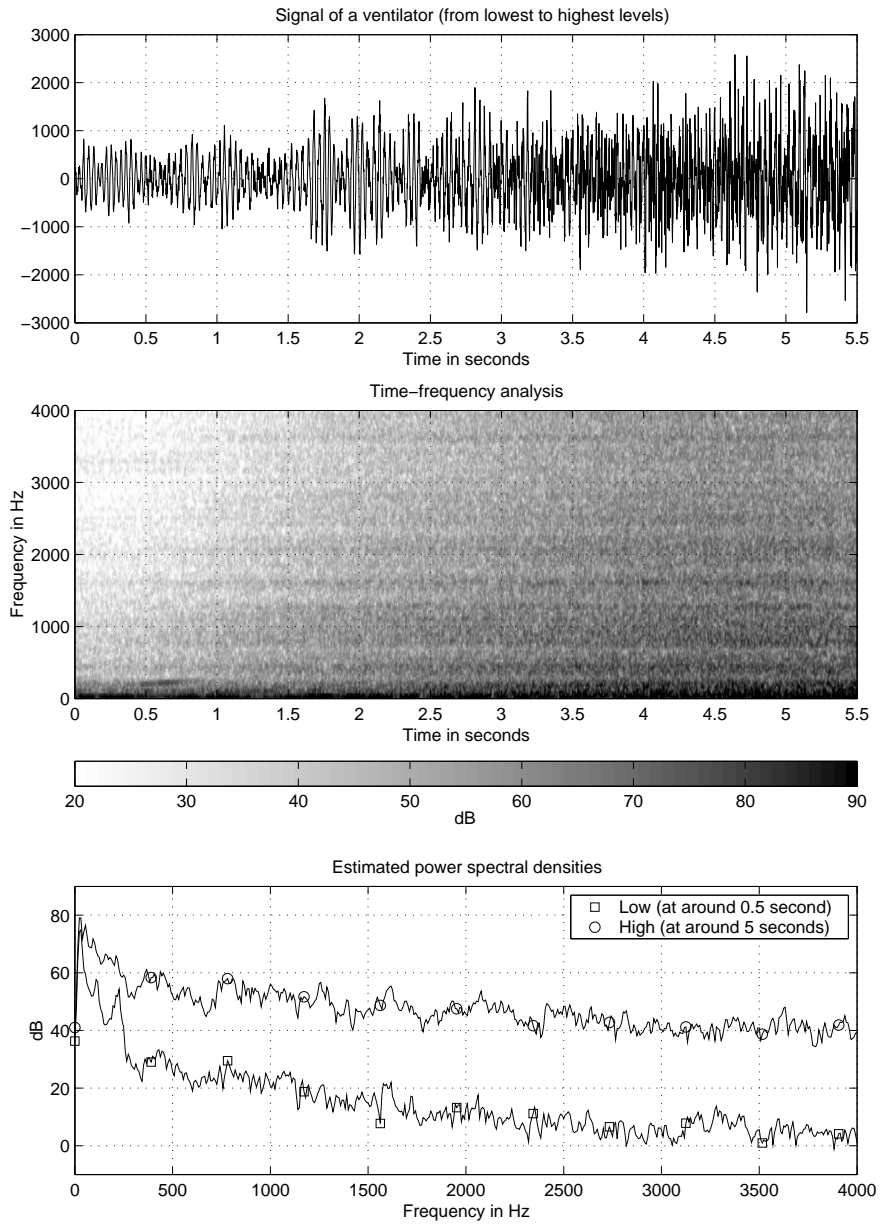 Signal of a ventilator (from lowest to highest levels)
3000
2000
1000
0
−1000
−2000
−3000
0 0.5 1 1.5 2 2.5 3 3.5 4 4.5 5 5.5
Time in seconds
Time−frequency analysis
Frequency in Hz
4000
3000
2000
1000
0
0 0.5 1 1.5 2 2.5 3 3.5 4 4.5 5 5.5
Time in seconds
20 30 40 50 60 70 80 90
dB
Estimated power spectral densities
dB
80
60
40
20
0
Low (at around 0.5 second)
High (at around 5 seconds)
0 500 1000 1500 2000 2500 3000 3500 4000
Frequency in Hz